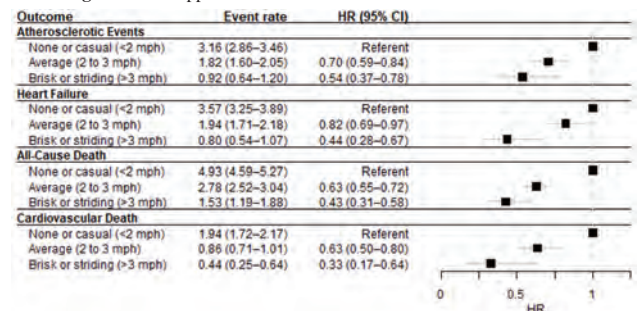 Outcome Event rate HR (95% CI)
Atherosclerotic Events
None or casual (<2 mph) 3.16 (2.86–3.46) Referent
Average (2 to 3 mph) 1.82 (1.60–2.05) 0.70 (0.59–0.84)
Brisk or striding (>3 mph) 0.92 (0.64–1.20) 0.54 (0.37–0.78)
Heart Failure
None or casual (<2 mph) 3.57 (3.25–3.89) Referent
Average (2 to 3 mph) 1.94 (1.71–2.18) 0.82 (0.69–0.97)
Brisk or striding (>3 mph) 0.80 (0.54–1.07) 0.44 (0.28–0.67)
All-Cause Death
None or casual (<2 mph) 4.93 (4.59–5.27) Referent
Average (2 to 3 mph) 2.78 (2.52–3.04) 0.63 (0.55–0.72)
Brisk or striding (>3 mph) 1.53 (1.19–1.88) 0.43 (0.31–0.58)
Cardiovascular Death
None or casual (<2 mph) 1.94 (1.72–2.17) Referent
Average (2 to 3 mph) 0.86 (0.71–1.01) 0.63 (0.50–0.80)
Brisk or striding (>3 mph) 0.44 (0.25–0.64) 0.33 (0.17–0.64)
0 0.5 1
HR